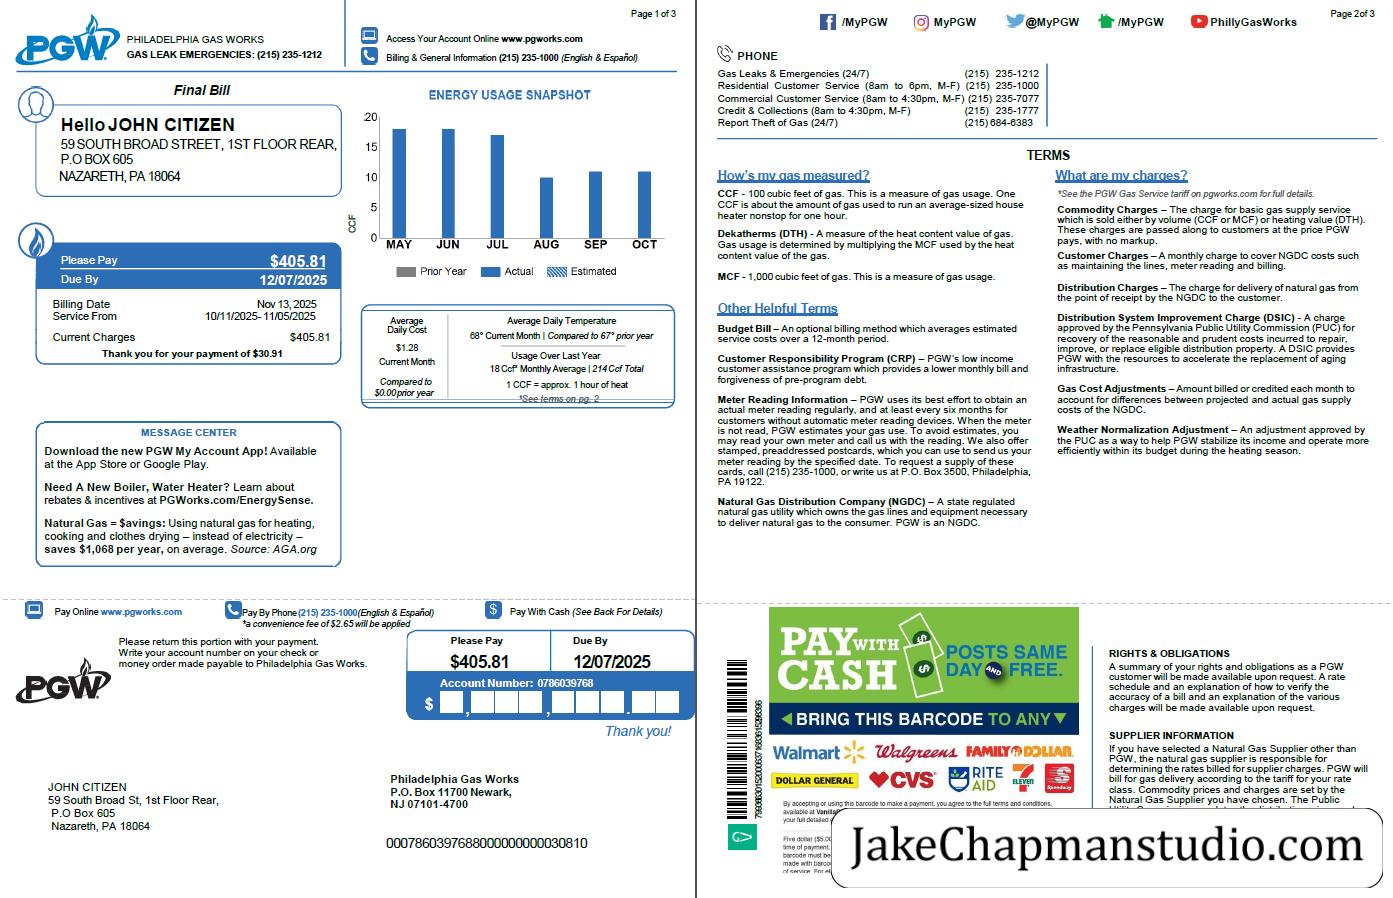 Page 1 of 3
PGW
PHILADELPHIA GAS WORKS
GAS LEAK EMERGENCIES: (215) 235-1212
Access Your Account Online www.pgworks.com
Billing & General Information (215) 235-1000 (English & Español)
Final Bill
Hello JOHN CITIZEN
59 SOUTH BROAD STREET, 1ST FLOOR REAR,
P.O BOX 605
NAZARETH, PA 18064
Please Pay $405.81
Due By 12/07/2025
Billing Date Nov 13, 2025
Service From 10/11/2025- 11/05/2025
Current Charges $405.81
Thank you for your payment of $30.91
MESSAGE CENTER
Download the new PGW My Account App! Available
at the App Store or Google Play.
Need A New Boiler, Water Heater? Learn about
rebates & incentives at PGWorks.com/EnergySense.
Natural Gas = $avings: Using natural gas for heating,
cooking and clothes drying – instead of electricity –
saves $1,068 per year, on average. Source: AGA.org
ENERGY USAGE SNAPSHOT
20
15
10
5
0
CCF
MAY JUN JUL AUG SEP OCT
Prior Year Actual Estimated
Average
Daily Cost
$1.28
Current Month
Compared to
$0.00 prior year
Average Daily Temperature
68° Current Month | Compared to 67° prior year
Usage Over Last Year
18 Ccf* Monthly Average | 214 Ccf Total
1 CCF = approx. 1 hour of heat
*See terms on pg. 2
Pay Online www.pgworks.com
Pay By Phone (215) 235-1000 (English & Español)
*a convenience fee of $2.65 will be applied
$ Pay With Cash (See Back For Details)
PGW
Please return this portion with your payment.
Write your account number on your check or
money order made payable to Philadelphia Gas Works.
Please Pay Due By
$405.81 12/07/2025
Account Number: 0786039768
$ , , .
Thank you!
JOHN CITIZEN
59 South Broad St, 1st Floor Rear,
P.O Box 605
Nazareth, PA 18064
Philadelphia Gas Works
P.O. Box 11700 Newark,
NJ 07101-4700
0007860397688000000000030810
/MyPGW MyPGW @MyPGW /MyPGW PhillyGasWorks
Page 2of 3
PHONE
Gas Leaks & Emergencies (24/7) (215) 235-1212
Residential Customer Service (8am to 6pm, M-F) (215) 235-1000
Commercial Customer Service (8am to 4:30pm, M-F) (215) 235-7077
Credit & Collections (8am to 4:30pm, M-F) (215) 235-1777
Report Theft of Gas (24/7) (215) 684-6383
TERMS
How's my gas measured?
CCF - 100 cubic feet of gas. This is a measure of gas usage. One
CCF is about the amount of gas used to run an average-sized house
heater nonstop for one hour.
Dekatherms (DTH) - A measure of the heat content value of gas.
Gas usage is determined by multiplying the MCF used by the heat
content value of the gas.
MCF - 1,000 cubic feet of gas. This is a measure of gas usage.
Other Helpful Terms
Budget Bill – An optional billing method which averages estimated
service costs over a 12-month period.
Customer Responsibility Program (CRP) – PGW's low income
customer assistance program which provides a lower monthly bill and
forgiveness of pre-program debt.
Meter Reading Information – PGW uses its best effort to obtain an
actual meter reading regularly, and at least every six months for
customers without automatic meter reading devices. When the meter
is not read, PGW estimates your gas use. To avoid estimates, you
may read your own meter and call us with the reading. We also offer
stamped, preaddressed postcards, which you can use to send us your
meter reading by the specified date. To request a supply of these
cards, call (215) 235-1000, or write us at P.O. Box 3500, Philadelphia,
PA 19122.
Natural Gas Distribution Company (NGDC) – A state regulated
natural gas utility which owns the gas lines and equipment necessary
to deliver natural gas to the consumer. PGW is an NGDC.
What are my charges?
*See the PGW Gas Service tariff on pgworks.com for full details.
Commodity Charges – The charge for basic gas supply service
which is sold either by volume (CCF or MCF) or heating value (DTH).
These charges are passed along to customers at the price PGW
pays, with no markup.
Customer Charges – A monthly charge to cover NGDC costs such
as maintaining the lines, meter reading and billing.
Distribution Charges – The charge for delivery of natural gas from
the point of receipt by the NGDC to the customer.
Distribution System Improvement Charge (DSIC) - A charge
approved by the Pennsylvania Public Utility Commission (PUC) for
recovery of the reasonable and prudent costs incurred to repair,
improve, or replace eligible distribution property. A DSIC provides
PGW with the resources to accelerate the replacement of aging
infrastructure.
Gas Cost Adjustments – Amount billed or credited each month to
account for differences between projected and actual gas supply
costs of the NGDC.
Weather Normalization Adjustment – An adjustment approved by
the PUC as a way to help PGW stabilize its income and operate more
efficiently within its budget during the heating season.
PAY WITH
CASH
POSTS SAME
DAY AND FREE.
BRING THIS BARCODE TO ANY
Walmart Walgreens FAMILY DOLLAR
DOLLAR GENERAL CVS RITE AID 7 ELEVEN Speedway
By accepting or using this barcode to make a payment, you agree to the full terms and conditions,
available at
your full detailed
Five dollar ($5.00
time of payment.
barcode must be
made with
of service. For
RIGHTS & OBLIGATIONS
A summary of your rights and obligations as a PGW
customer will be made available upon request. A rate
schedule and an explanation of how to verify the
accuracy of a bill and an explanation of the various
charges will be made available upon request.
SUPPLIER INFORMATION
If you have selected a Natural Gas Supplier other than
PGW, the natural gas supplier is responsible for
determining the rates billed for supplier charges. PGW will
bill for gas delivery according to the tariff for your rate
class. Commodity prices and charges are set by the
Natural Gas Supplier you have chosen. The Public
JakeChapmanstudio.com